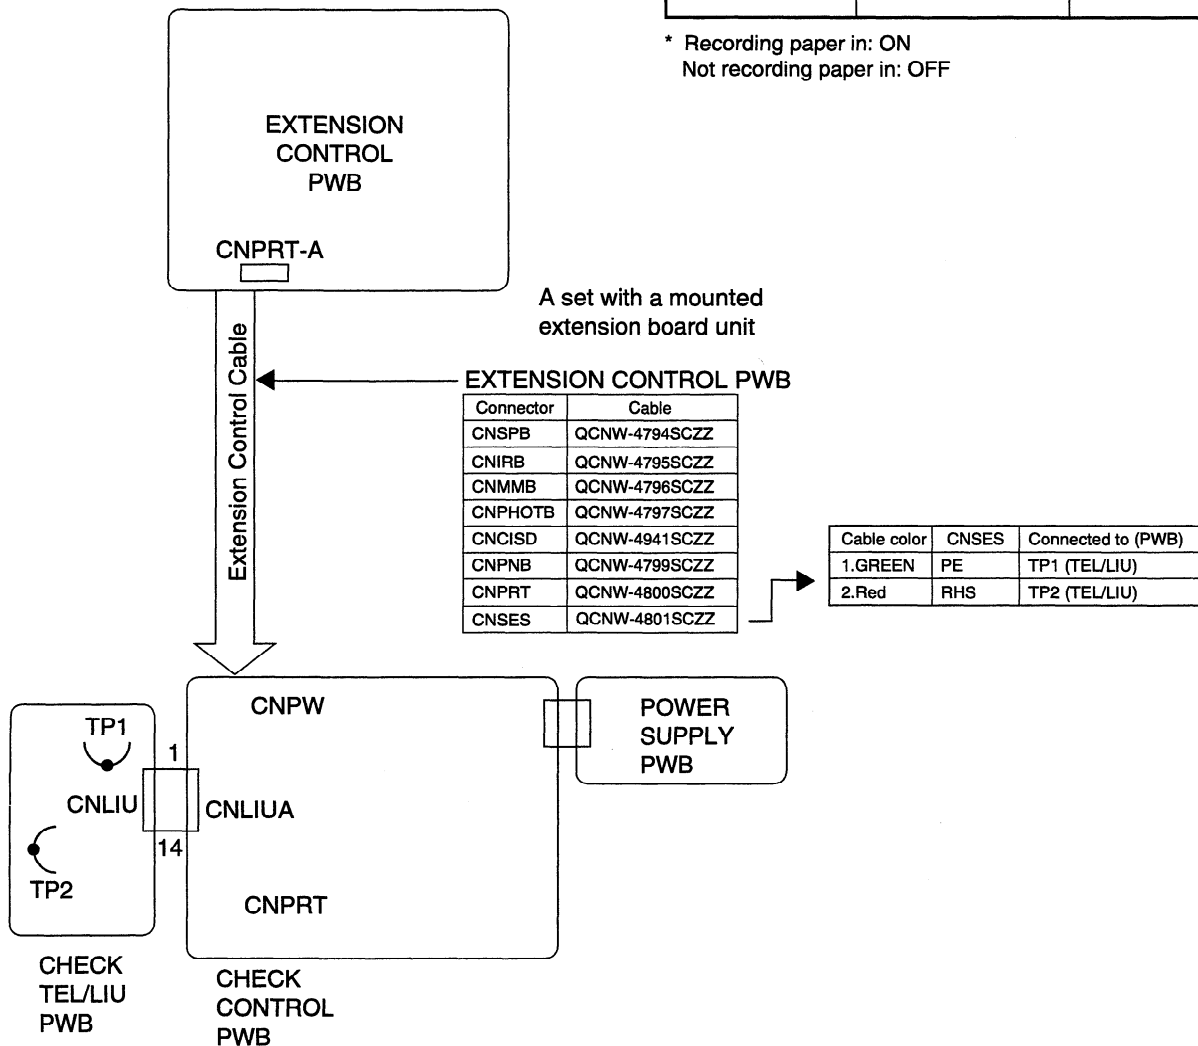 * Recording paper in: ON
Not recording paper in: OFF
EXTENSION
CONTROL
PWB
CNPRT-A
Extension Control Cable
A set with a mounted
extension board unit
EXTENSION CONTROL PWB
Connector Cable
CNSPB QCNW-4794SCZZ
CNIRB QCNW-4795SCZZ
CNMMB QCNW-4796SCZZ
CNPHOTB QCNW-4797SCZZ
CNCISD QCNW-4941SCZZ
CNPNB QCNW-4799SCZZ
CNPRT QCNW-4800SCZZ
CNSES QCNW-4801SCZZ
Cable color CNSES Connected to (PWB)
1.GREEN PE TP1 (TEL/LIU)
2.Red RHS TP2 (TEL/LIU)
TP1
1
CNLIU
14
TP2
CHECK
TEL/LIU
PWB
CNPW
CNLIUA
CNPRT
CHECK
CONTROL
PWB
POWER
SUPPLY
PWB